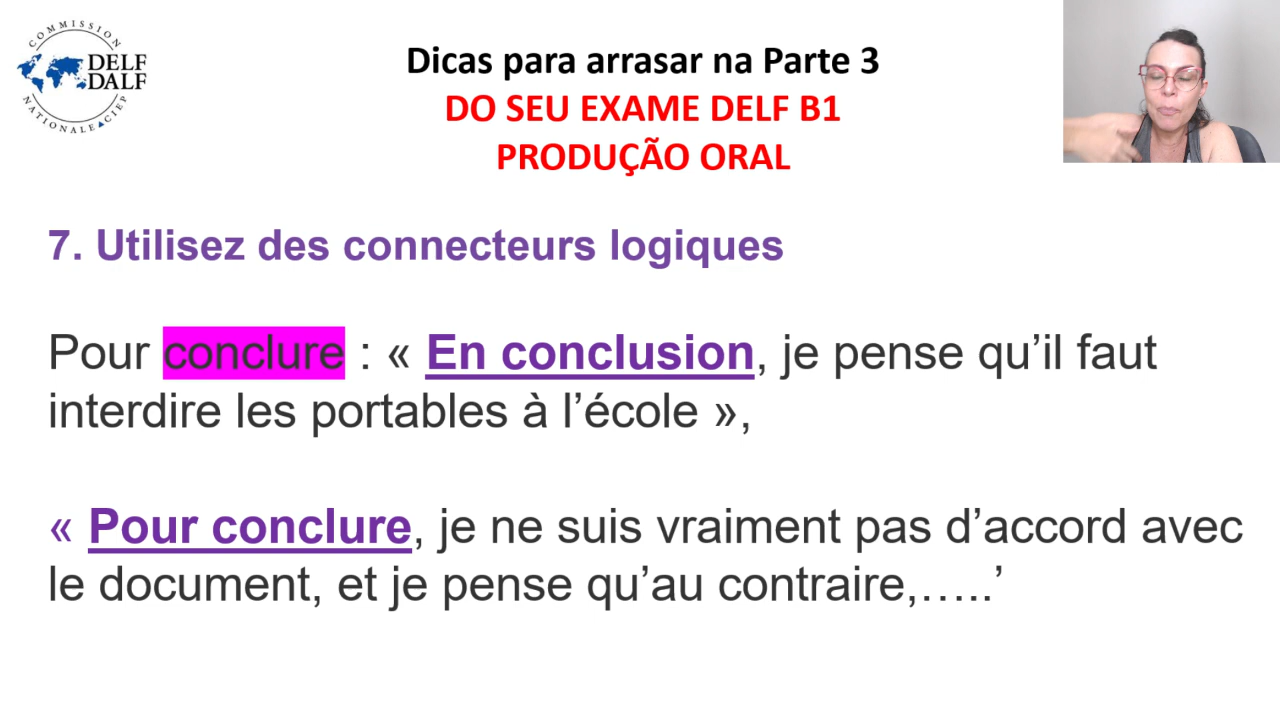 COMMISSION
DELF
DALF
NATIONALE CIEP
Dicas para arrasar na Parte 3
DO SEU EXAME DELF B1
PRODUÇÃO ORAL
7. Utilisez des connecteurs logiques
Pour conclure : « En conclusion, je pense qu’il faut
interdire les portables à l’école »,
« Pour conclure, je ne suis vraiment pas d’accord avec
le document, et je pense qu’au contraire,…..’